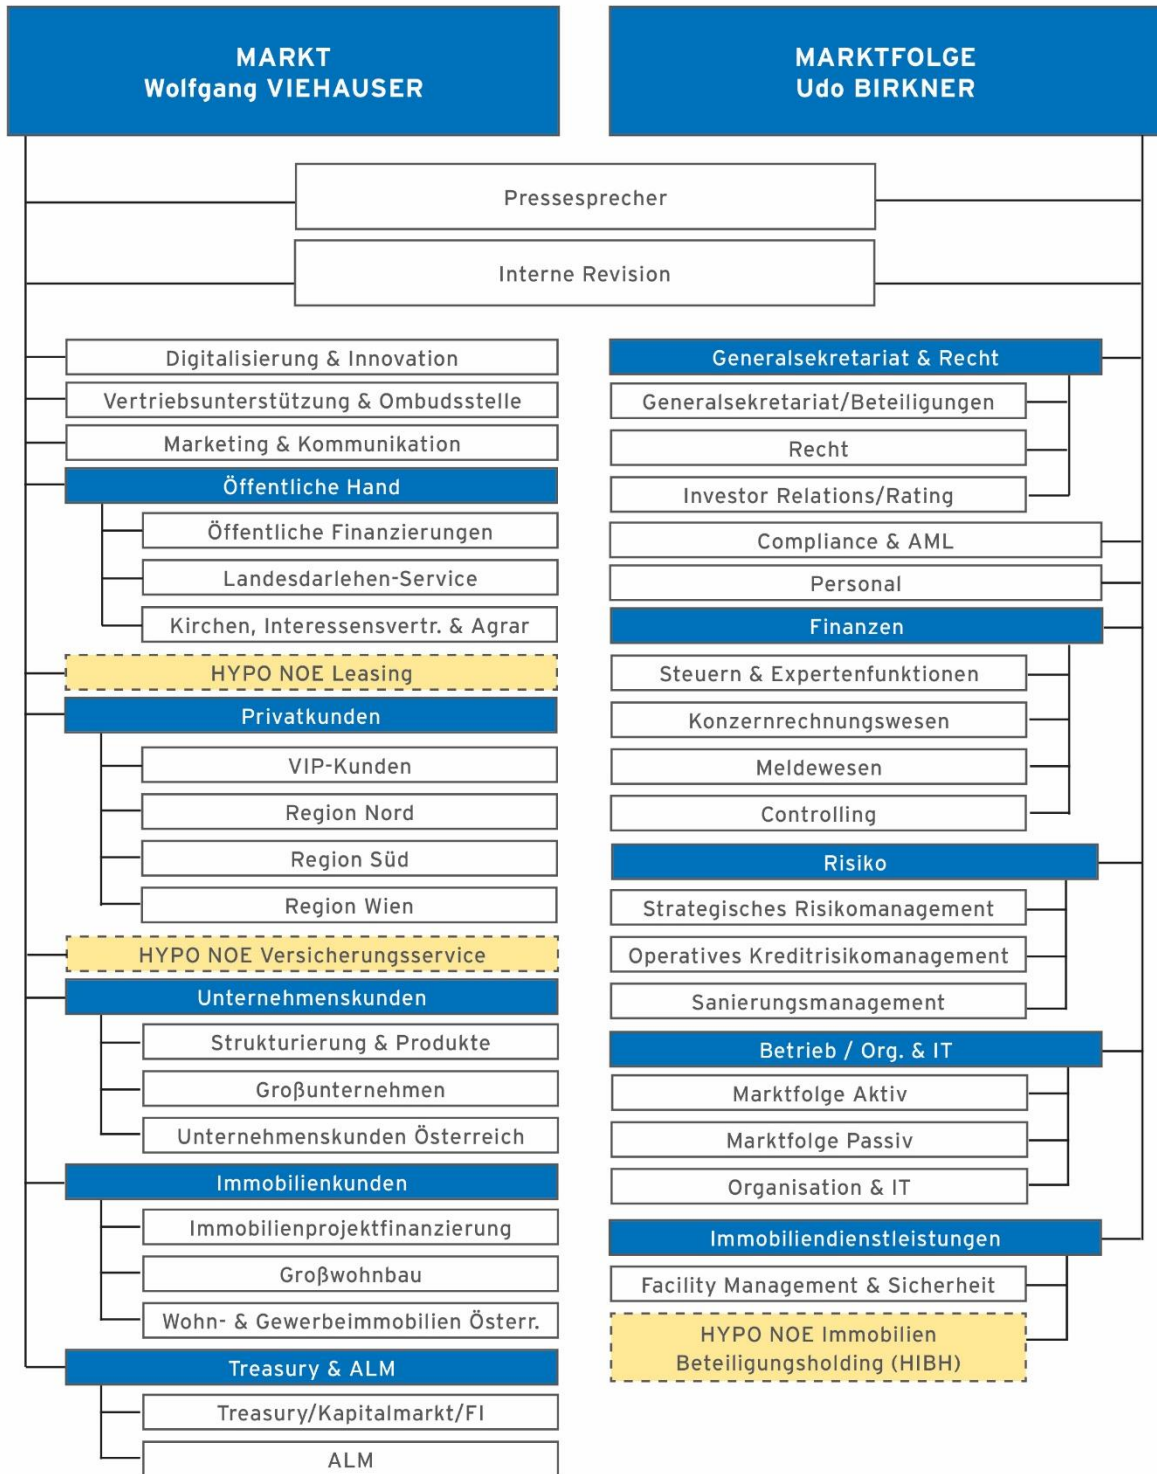 MARKT
Wolfgang VIEHAUSER
MARKTFOLGE
Udo BIRKNER
Pressesprecher
Interne Revision
Digitalisierung & Innovation
Vertriebsunterstützung & Ombudsstelle
Marketing & Kommunikation
Öffentliche Hand
Öffentliche Finanzierungen
Landesdarlehen-Service
Kirchen, Interessensvertr. & Agrar
HYPO NOE Leasing
Privatkunden
VIP-Kunden
Region Nord
Region Süd
Region Wien
HYPO NOE Versicherungsservice
Unternehmenskunden
Strukturierung & Produkte
Großunternehmen
Unternehmenskunden Österreich
Immobilienkunden
Immobilienprojektfinanzierung
Großwohnbau
Wohn- & Gewerbeimmobilien Österr.
Treasury & ALM
Treasury/Kapitalmarkt/FI
ALM
Generalsekretariat & Recht
Generalsekretariat/Beteiligungen
Recht
Investor Relations/Rating
Compliance & AML
Personal
Finanzen
Steuern & Expertenfunktionen
Konzernrechnungswesen
Meldewesen
Controlling
Risiko
Strategisches Risikomanagement
Operatives Kreditrisikomanagement
Sanierungsmanagement
Betrieb / Org. & IT
Marktfolge Aktiv
Marktfolge Passiv
Organisation & IT
Immobiliendienstleistungen
Facility Management & Sicherheit
HYPO NOE Immobilien
Beteiligungsholding (HIBH)